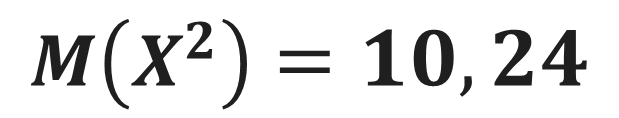 M(X²) = 10,24